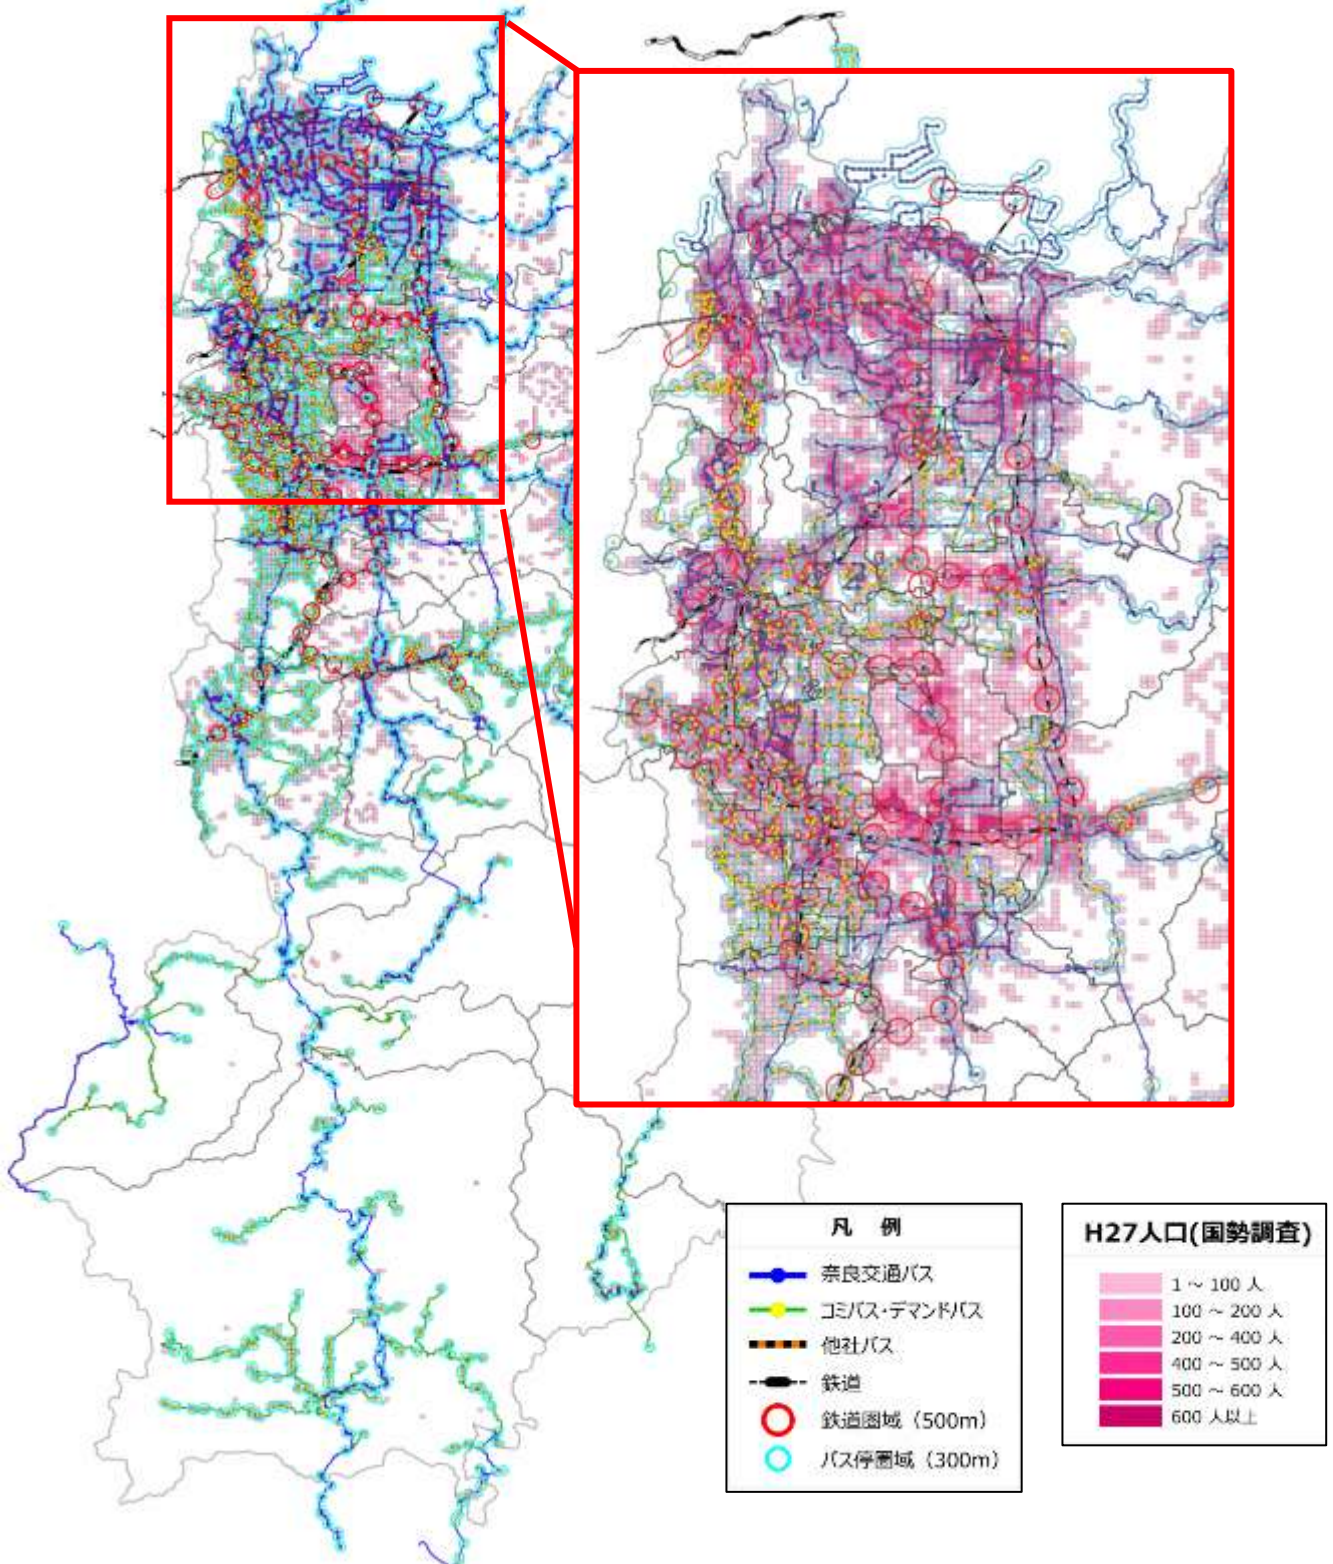 凡 例
奈良交通バス
コミバス・デマンドバス
他社バス
鉄道
鉄道圏域（500m）
バス停圏域（300m）
H27人口(国勢調査)
1 ～ 100 人
100 ～ 200 人
200 ～ 400 人
400 ～ 500 人
500 ～ 600 人
600 人以上